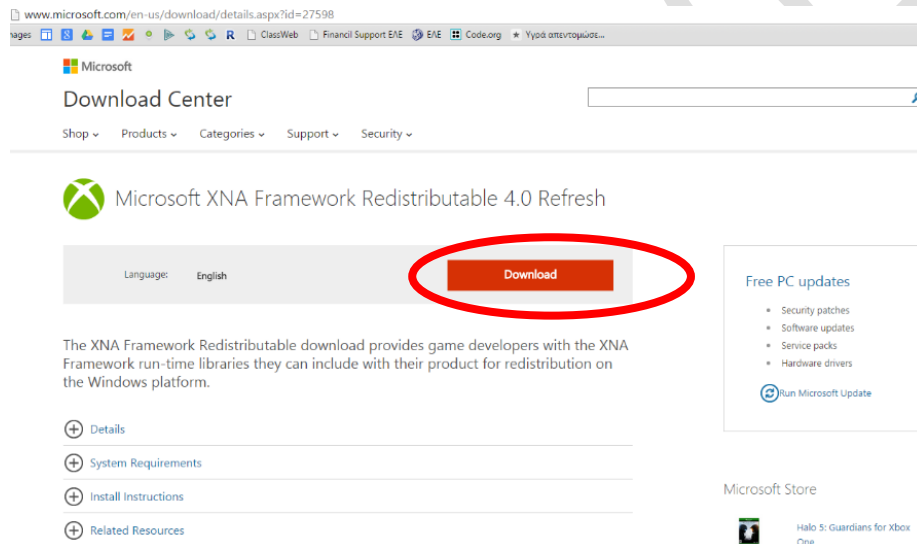 www.microsoft.com/en-us/download/details.aspx?id=27598
nages R ClassWeb Financil Support ΕΛΕ ΕΛΕ Code.org Υγρά απεντομώσε...
Microsoft
Download Center
Shop Products Categories Support Security
Microsoft XNA Framework Redistributable 4.0 Refresh
Language: English Download
The XNA Framework Redistributable download provides game developers with the XNA
Framework run-time libraries they can include with their product for redistribution on
the Windows platform.
Details
System Requirements
Install Instructions
Related Resources
Free PC updates
Security patches
Software updates
Service packs
Hardware drivers
Run Microsoft Update
Microsoft Store
Halo 5: Guardians for Xbox
One